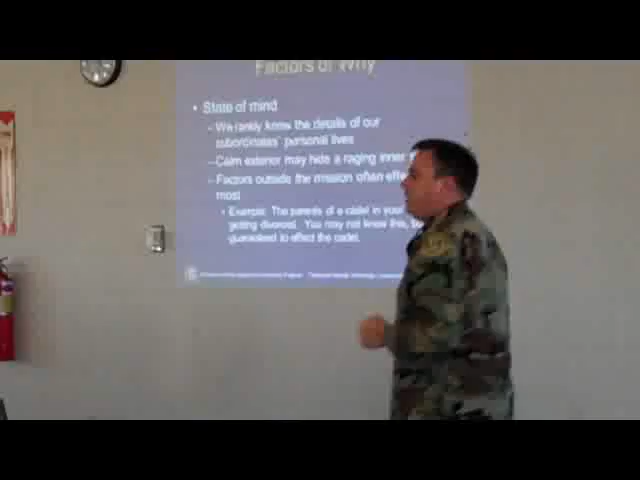 Factors of Why
• State of mind
– We rarely know the details of our
subordinates' personal lives
– Calm exterior may hide a raging inner
– Factors outside the mission often effe
most
• Example: The parents of a cadet in your
getting divorced. You may not know this, bu
guaranteed to effect the cadet.